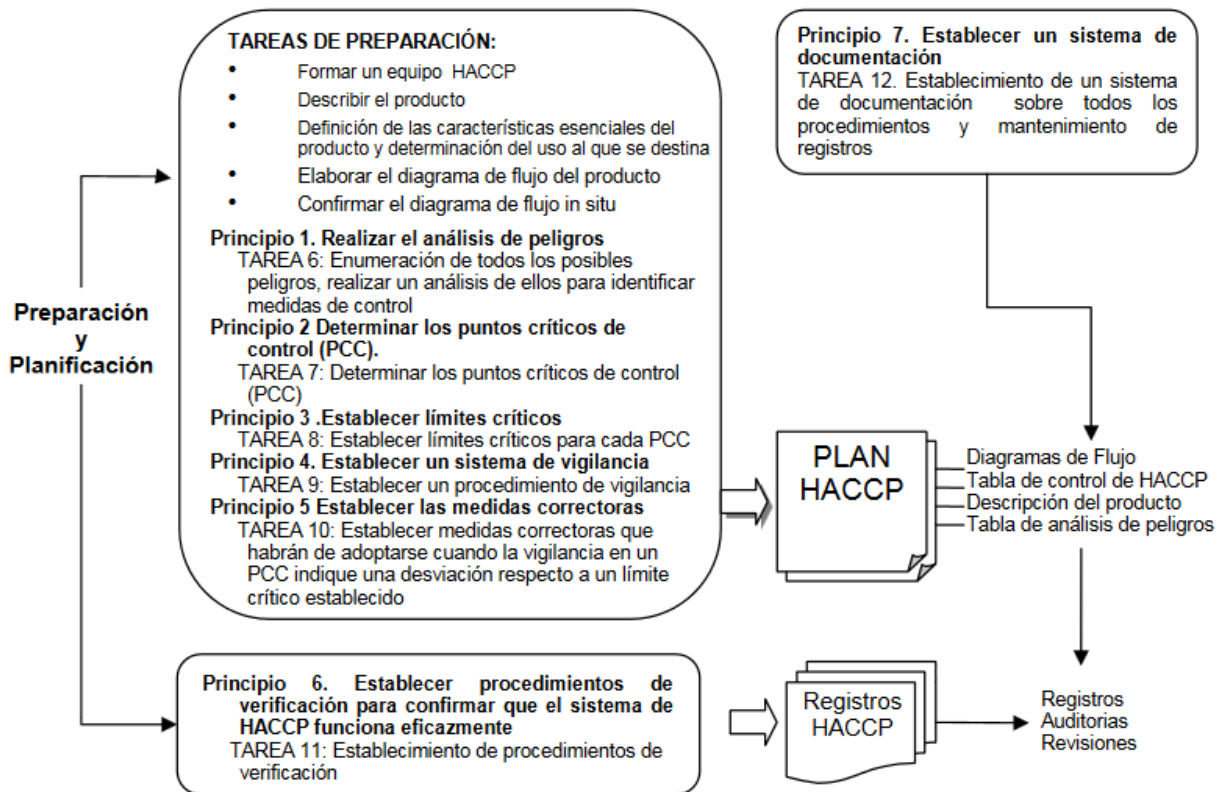 TAREAS DE PREPARACIÓN:
• Formar un equipo HACCP
• Describir el producto
• Definición de las características esenciales del
producto y determinación del uso al que se destina
• Elaborar el diagrama de flujo del producto
• Confirmar el diagrama de flujo in situ
Principio 1. Realizar el análisis de peligros
TAREA 6: Enumeración de todos los posibles
peligros, realizar un análisis de ellos para identificar
medidas de control
Principio 2 Determinar los puntos críticos de
control (PCC).
TAREA 7: Determinar los puntos críticos de control
(PCC)
Principio 3 .Establecer límites críticos
TAREA 8: Establecer límites críticos para cada PCC
Principio 4. Establecer un sistema de vigilancia
TAREA 9: Establecer un procedimiento de vigilancia
Principio 5 Establecer las medidas correctoras
TAREA 10: Establecer medidas correctoras que
habrán de adoptarse cuando la vigilancia en un
PCC indique una desviación respecto a un límite
crítico establecido
Principio 7. Establecer un sistema de
documentación
TAREA 12. Establecimiento de un sistema
de documentación sobre todos los
procedimientos y mantenimiento de
registros
Preparación
y
Planificación
PLAN
HACCP
Diagramas de Flujo
Tabla de control de HACCP
Descripción del producto
Tabla de análisis de peligros
Principio 6. Establecer procedimientos de
verificación para confirmar que el sistema de
HACCP funciona eficazmente
TAREA 11: Establecimiento de procedimientos de
verificación
Registros
HACCP
Registros
Auditorias
Revisiones